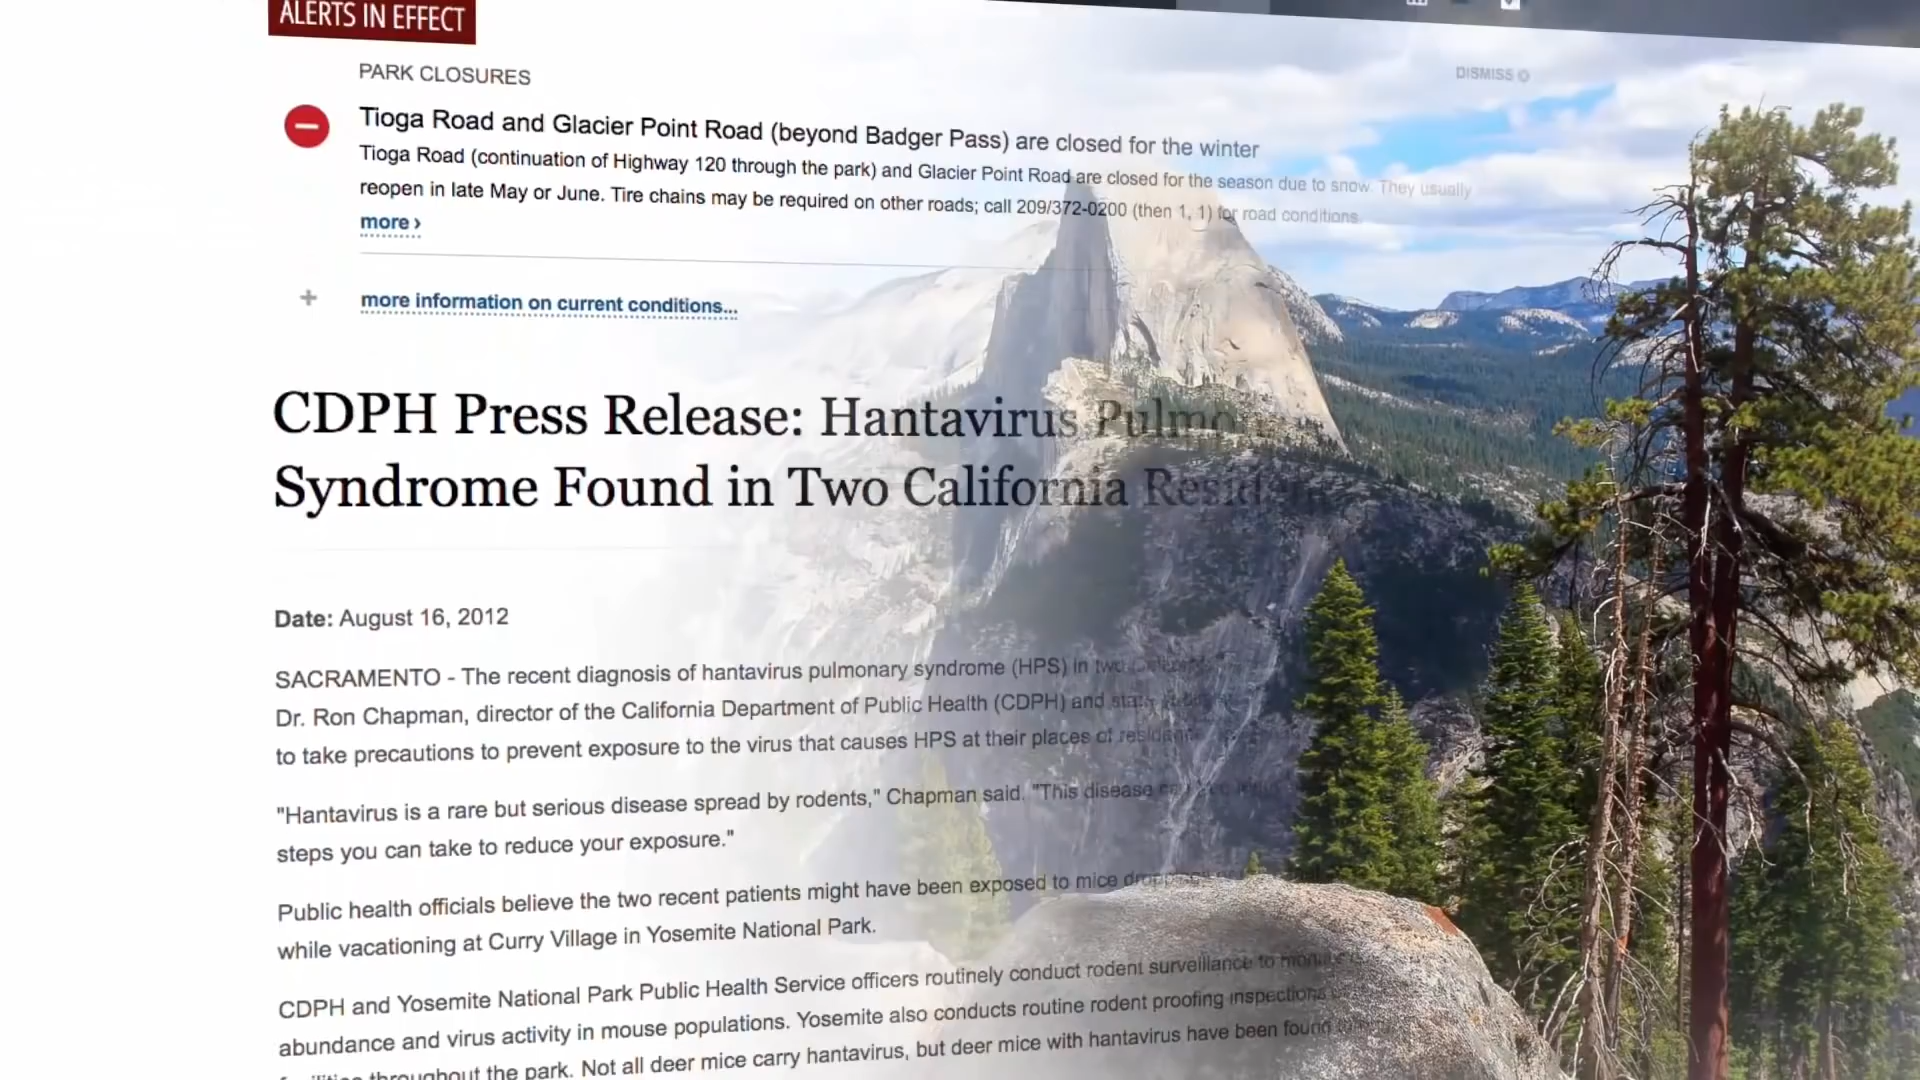 ALERTS IN EFFECT
PARK CLOSURES
DISMISS
Tioga Road and Glacier Point Road (beyond Badger Pass) are closed for the winter
Tioga Road (continuation of Highway 120 through the park) and Glacier Point Road are closed for the season due to snow. They usually
reopen in late May or June. Tire chains may be required on other roads; call 209/372-0200 (then 1, 1) for road conditions.
more ›
more information on current conditions...
CDPH Press Release: Hantavirus
Syndrome Found in Two California
Date: August 16, 2012
SACRAMENTO - The recent diagnosis of hantavirus pulmonary syndrome (HPS) in two
Dr. Ron Chapman, director of the California Department of Public Health (CDPH) and state
to take precautions to prevent exposure to the virus that causes HPS at their places of
"Hantavirus is a rare but serious disease spread by rodents," Chapman said. "This disease
steps you can take to reduce your exposure."
Public health officials believe the two recent patients might have been exposed to mice
while vacationing at Curry Village in Yosemite National Park.
CDPH and Yosemite National Park Public Health Service officers routinely conduct rodent surveillance to
abundance and virus activity in mouse populations. Yosemite also conducts routine rodent proofing inspections
throughout the park. Not all deer mice carry hantavirus, but deer mice with hantavirus have been found